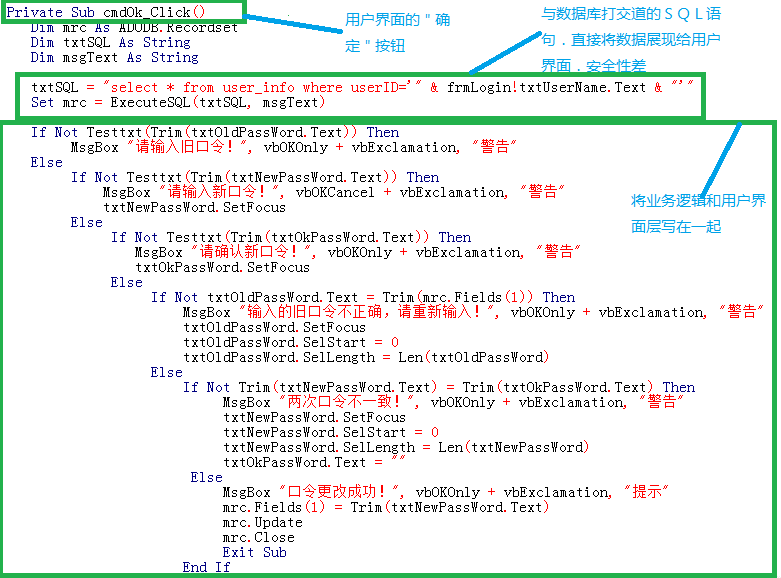 Private Sub cmdOk_Click()
Dim mrc As ADODB.Recordset
Dim txtSQL As String
Dim msgText As String
用户界面的＂确
定＂按钮
与数据库打交道的ＳＱＬ语
句，直接将数据展现给用户
界面，安全性差
txtSQL = "select * from user_info where userID='" & frmLogin!txtUserName.Text & "'"
Set mrc = ExecuteSQL(txtSQL, msgText)
If Not Testtxt(Trim(txtOldPassWord.Text)) Then
MsgBox "请输入旧口令！", vbOKOnly + vbExclamation, "警告"
Else
If Not Testtxt(Trim(txtNewPassWord.Text)) Then
MsgBox "请输入新口令！", vbOKCancel + vbExclamation, "警告"
txtNewPassWord.SetFocus
Else
If Not Testtxt(Trim(txtOkPassWord.Text)) Then
MsgBox "请确认新口令！", vbOKOnly + vbExclamation, "警告"
txtOkPassWord.SetFocus
Else
将业务逻辑和用户界
面层写在一起
If Not txtOldPassWord.Text = Trim(mrc.Fields(1)) Then
MsgBox "输入的旧口令不正确，请重新输入！", vbOKOnly + vbExclamation, "警告"
txtOldPassWord.SetFocus
txtOldPassWord.SelStart = 0
txtOldPassWord.SelLength = Len(txtOldPassWord)
Else
If Not Trim(txtNewPassWord.Text) = Trim(txtOkPassWord.Text) Then
MsgBox "两次口令不一致！", vbOKOnly + vbExclamation, "警告"
txtNewPassWord.SetFocus
txtNewPassWord.SelStart = 0
txtNewPassWord.SelLength = Len(txtNewPassWord)
txtOkPassWord.Text = ""
Else
MsgBox "口令更改成功！", vbOKOnly + vbExclamation, "提示"
mrc.Fields(1) = Trim(txtNewPassWord.Text)
mrc.Update
mrc.Close
Exit Sub
End If